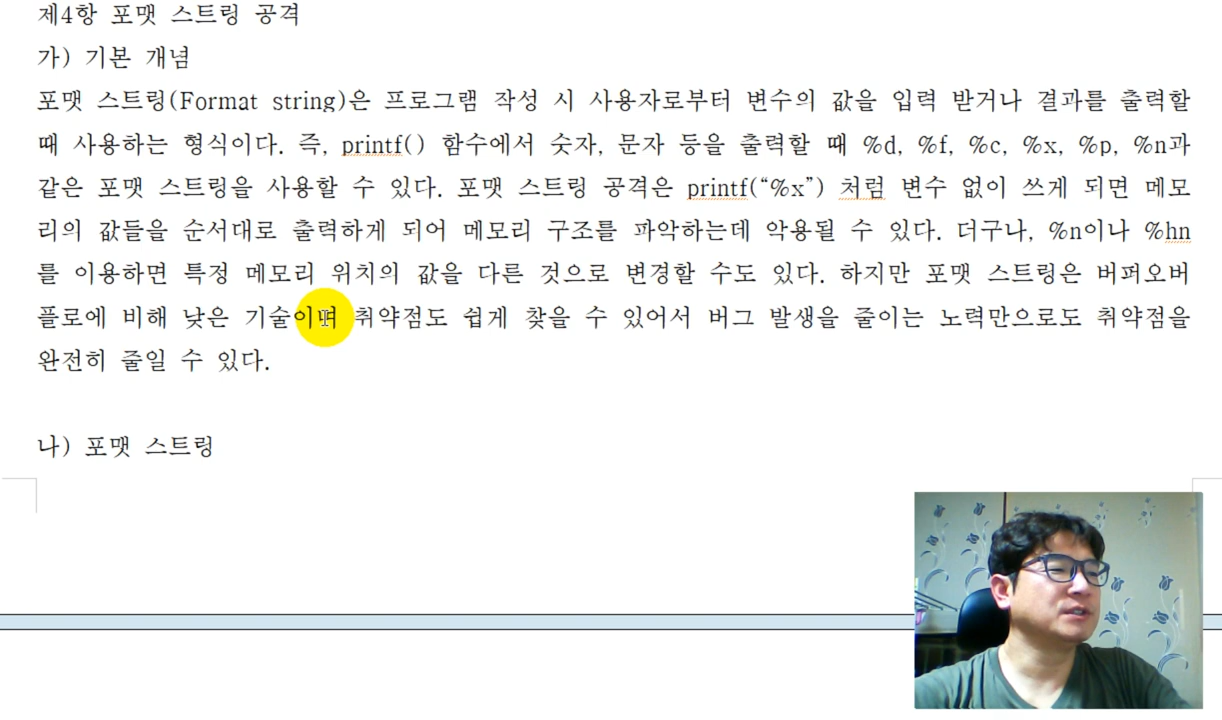 제4항 포맷 스트링 공격
가) 기본 개념
포맷 스트링(Format string)은 프로그램 작성 시 사용자로부터 변수의 값을 입력 받거나 결과를 출력할
때 사용하는 형식이다. 즉, printf() 함수에서 숫자, 문자 등을 출력할 때 %d, %f, %c, %x, %p, %n과
같은 포맷 스트링을 사용할 수 있다. 포맷 스트링 공격은 printf(“%x”) 처럼 변수 없이 쓰게 되면 메모
리의 값들을 순서대로 출력하게 되어 메모리 구조를 파악하는데 악용될 수 있다. 더구나, %n이나 %hn
를 이용하면 특정 메모리 위치의 값을 다른 것으로 변경할 수도 있다. 하지만 포맷 스트링은 버퍼오버
플로에 비해 낮은 기술이며 취약점도 쉽게 찾을 수 있어서 버그 발생을 줄이는 노력만으로도 취약점을
완전히 줄일 수 있다.
나) 포맷 스트링